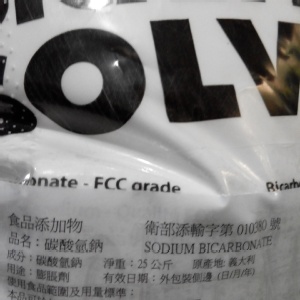 SOLV
onate - FCC grade
Bicarbo
食品添加物 衛部添輸字第 010380 號
品名：碳酸氫鈉 SODIUM BICARBONATE
成分：碳酸氫鈉 淨重：25 公斤 原產地：義大利
用途：膨脹劑 有效日期：外包裝側邊 (日/月/年)
使用食品範圍及用量標準：